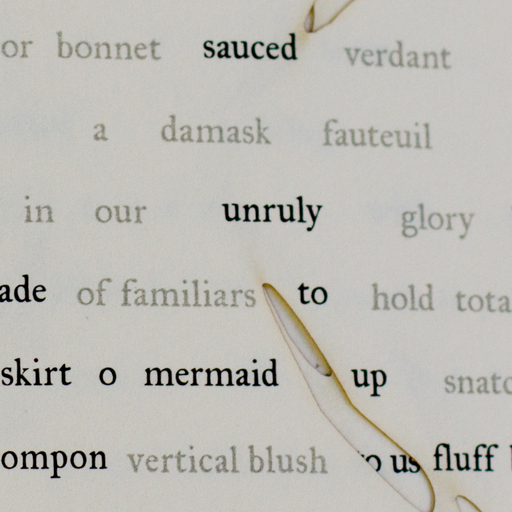 or bonnet sauced verdant
a damask fauteuil
in our unruly glory
ade of familiars to hold tota
skirt o mermaid up snatc
ompon vertical blush o us fluff